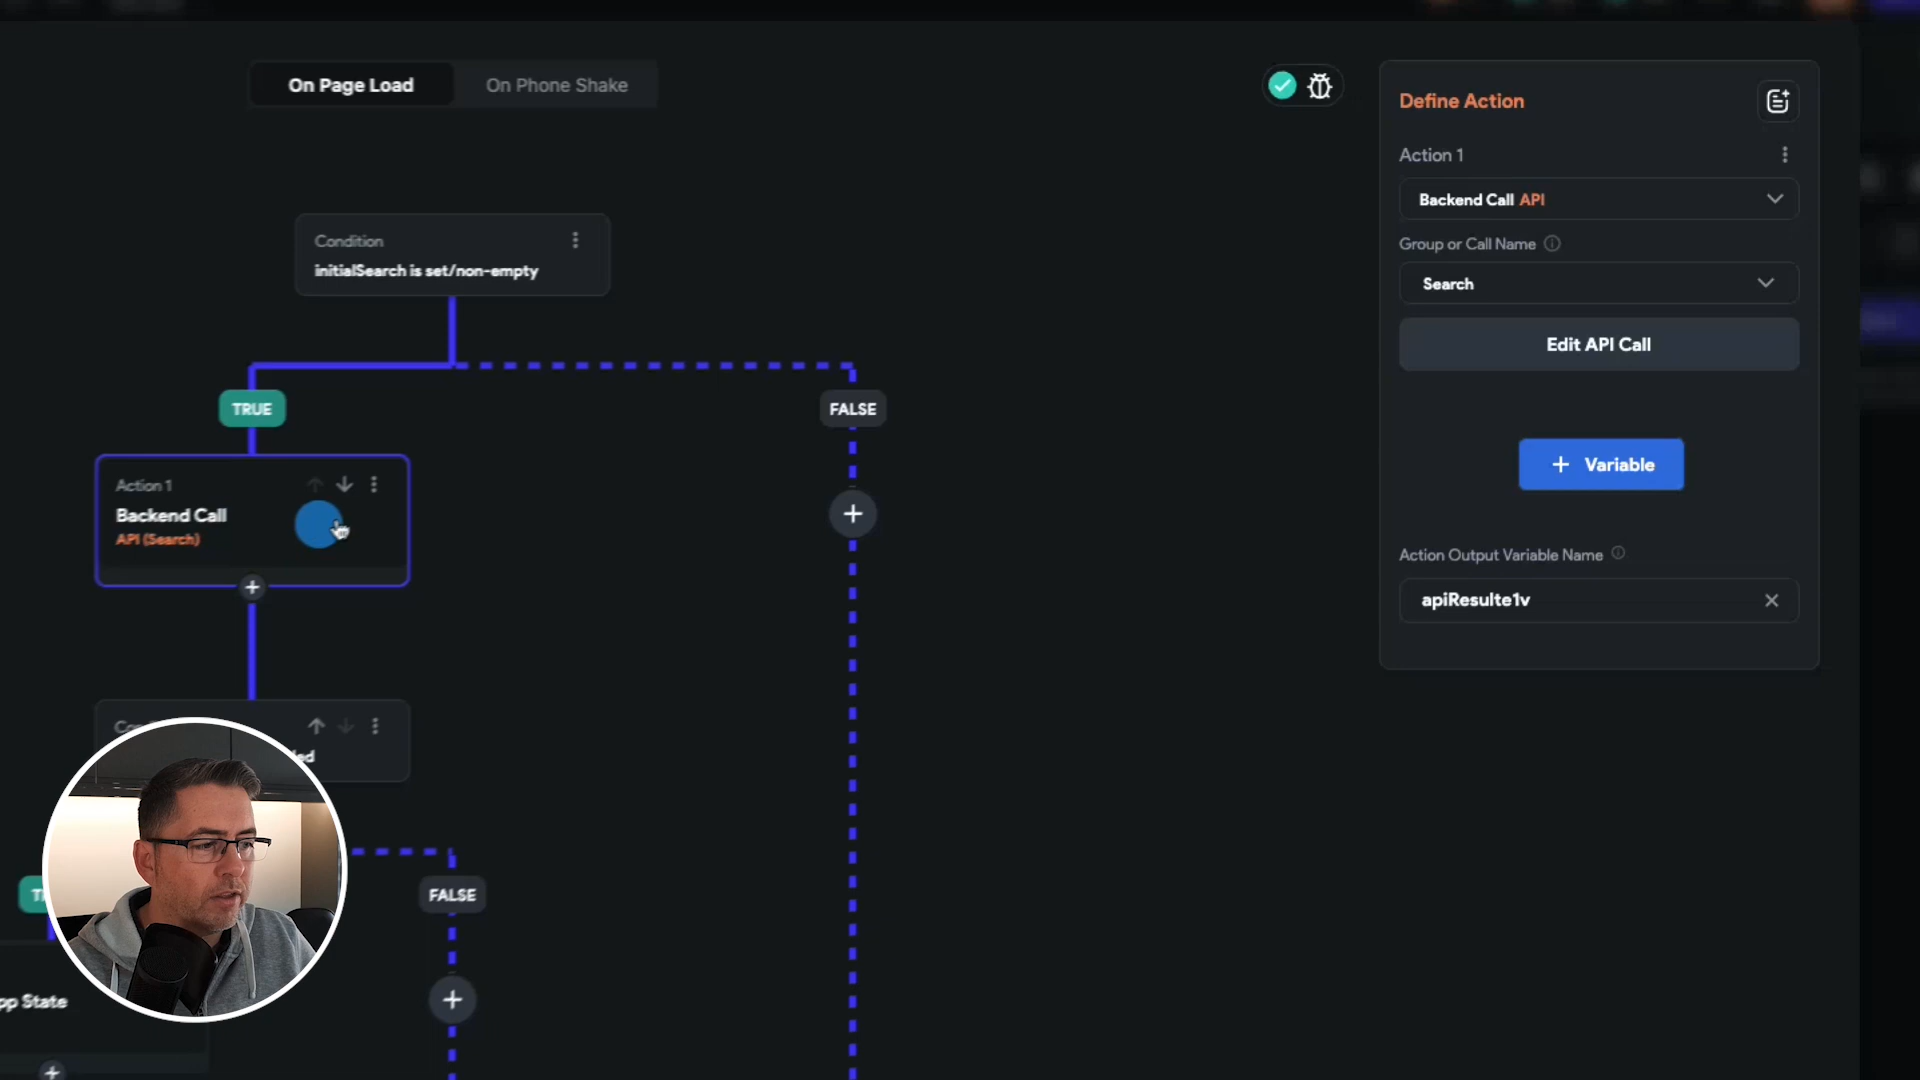 On Page Load
On Phone Shake
Define Action
Action 1
Backend Call API
Group or Call Name
Search
Edit API Call
+ Variable
Action Output Variable Name
apiResulte1v
Condition
initialSearch is set/non-empty
TRUE
FALSE
Action 1
Backend Call
API (Search)
FALSE